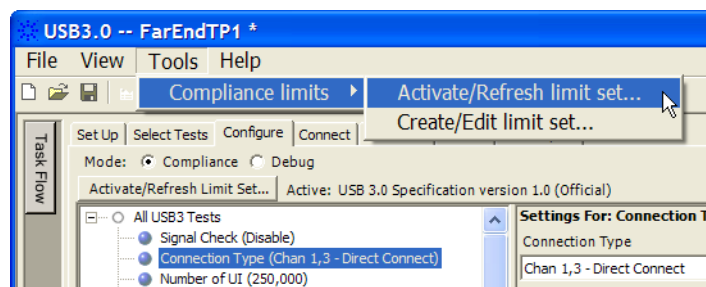 USB3.0 -- FarEndTP1 *
File View Tools Help
Compliance limits
Activate/Refresh limit set...
Create/Edit limit set...
Task Flow
Set Up Select Tests Configure Connect
Mode: Compliance Debug
Activate/Refresh Limit Set... Active: USB 3.0 Specification version 1.0 (Official)
All USB3 Tests
Signal Check (Disable)
Connection Type (Chan 1,3 - Direct Connect)
Number of UI (250,000)
Settings For: Connection T
Connection Type
Chan 1,3 - Direct Connect